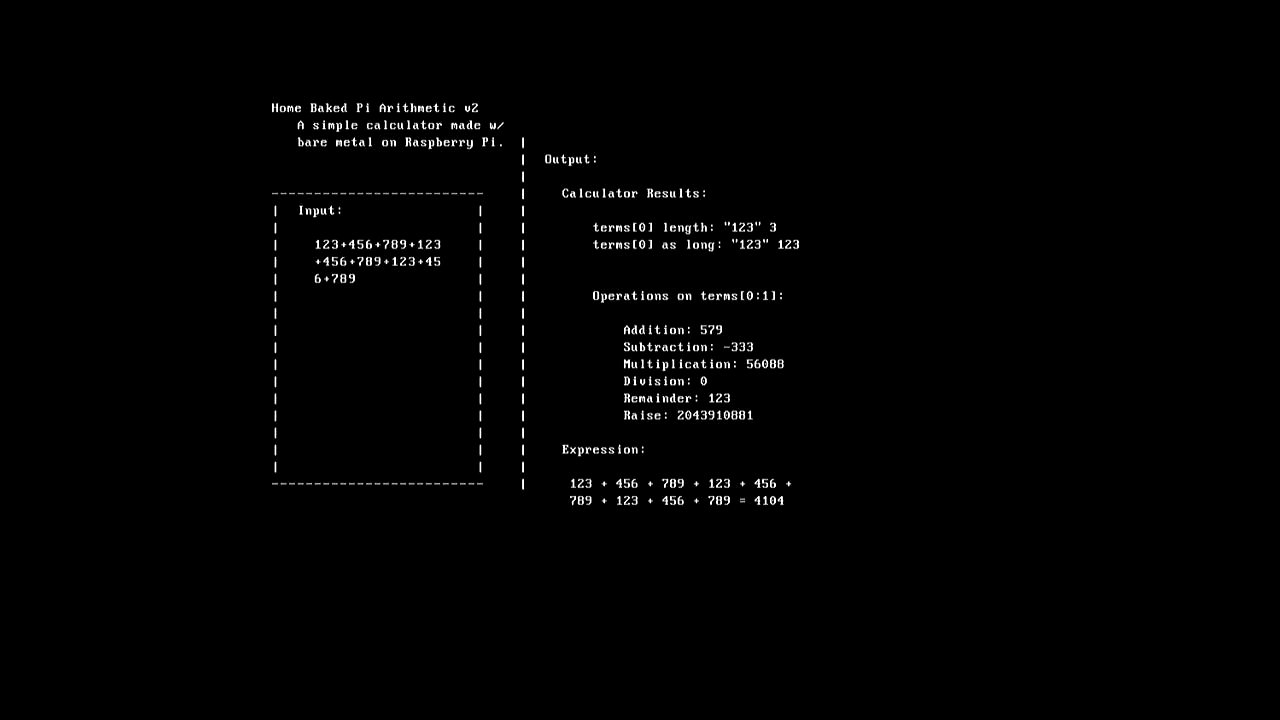 Home Baked Pi Arithmetic v2
A simple calculator made w/
bare metal on Raspberry Pi.
Input:
123+456+789+123
+456+789+123+45
6+789
Output:
Calculator Results:
terms[0] length: "123" 3
terms[0] as long: "123" 123
Operations on terms[0:1]:
Addition: 579
Subtraction: -333
Multiplication: 56088
Division: 0
Remainder: 123
Raise: 2043910881
Expression:
123 + 456 + 789 + 123 + 456 +
789 + 123 + 456 + 789 = 4104